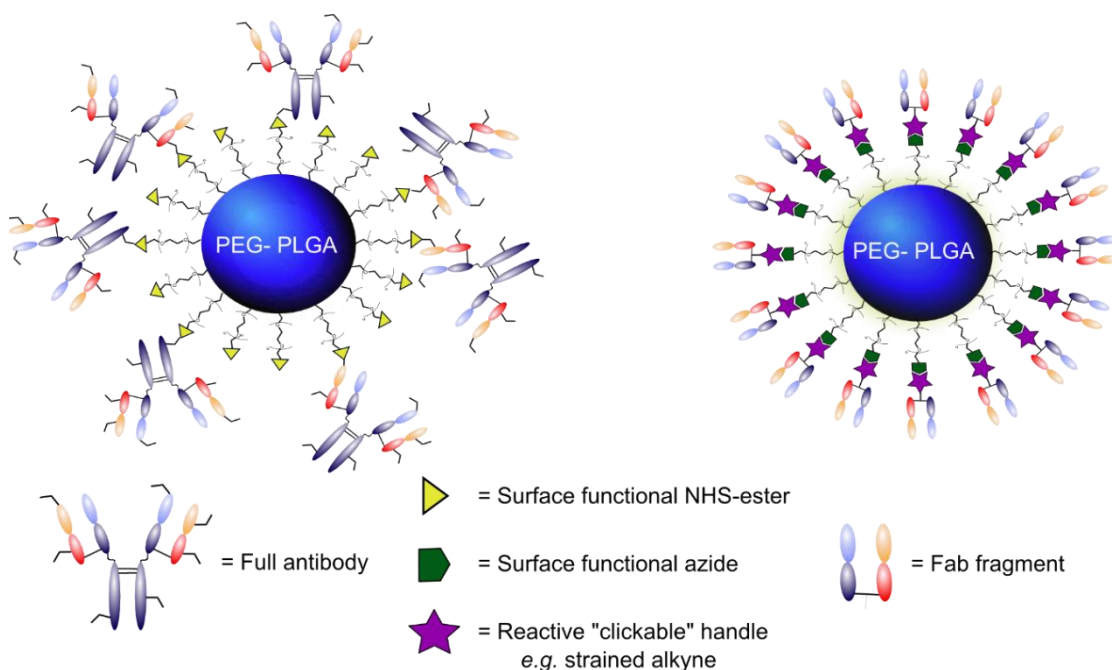 PEG- PLGA
PEG- PLGA
= Surface functional NHS-ester
= Full antibody
= Surface functional azide
= Fab fragment
= Reactive "clickable" handle
e.g. strained alkyne